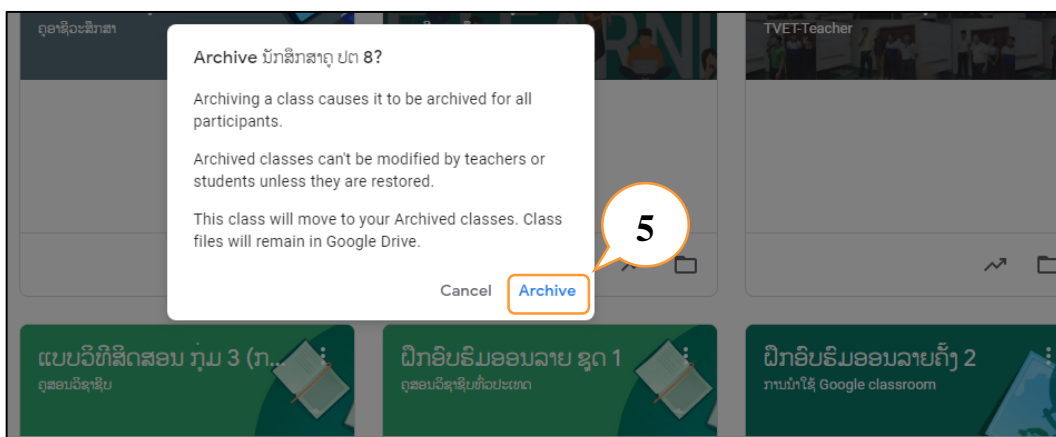 ຄູອາຊິວະສຶກສາ
TVET-Teacher
Archive ນັກສຶກສາຄູ ປຕ 8?
Archiving a class causes it to be archived for all
participants.
Archived classes can't be modified by teachers or
students unless they are restored.
This class will move to your Archived classes. Class
files will remain in Google Drive.
5
Cancel Archive
ແບບວິທີສິດສອນ ກຸ່ມ 3 (ກ...
ຄູສອນວິຊາຊີບ
ຝຶກອົບຮົມອອນລາຍ ຊຸດ 1
ຄູສອນວິຊາຊີບທົ່ວປະເທດ
ຝຶກອົບຮົມອອນລາຍຄັ້ງ 2
ການນຳໃຊ້ Google classroom